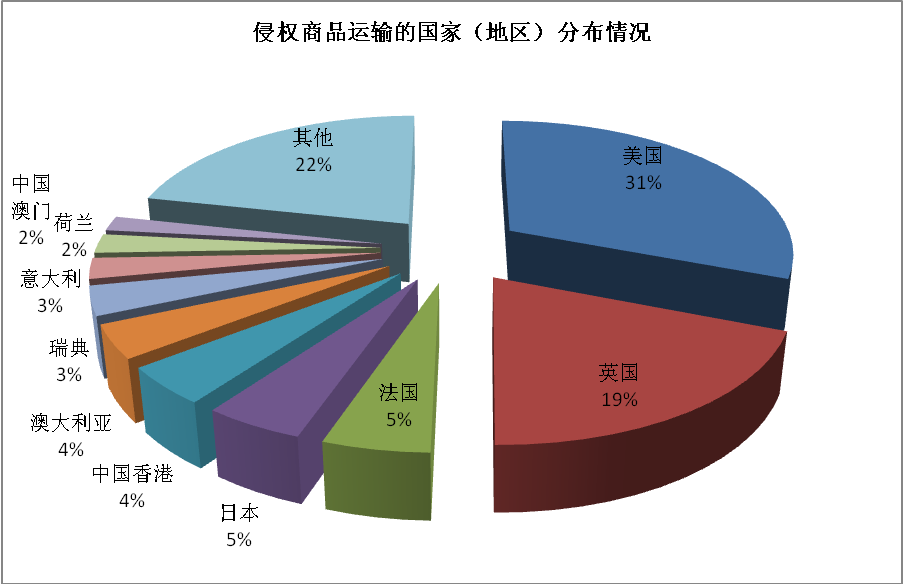 侵权商品运输的国家（地区）分布情况
美国
31%
英国
19%
法国
5%
日本
5%
中国香港
4%
澳大利亚
4%
瑞典
3%
意大利
3%
荷兰
2%
中国
澳门
2%
其他
22%